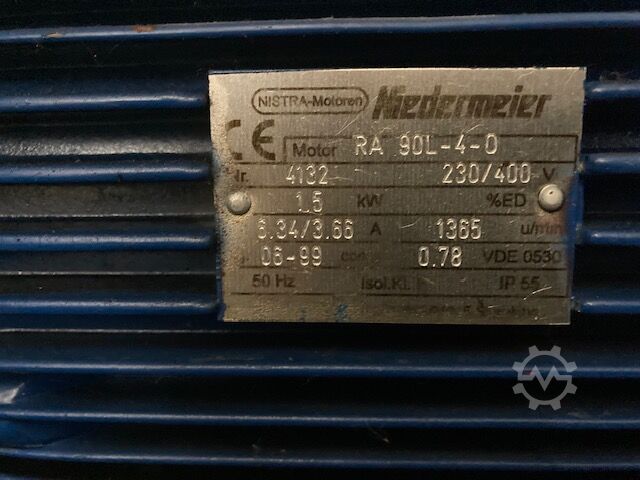 NISTRA-Motoren Niedermeier
CE Motor RA 90L-4-0
Nr. 4132 230/400 V
1.5 kW %ED
6.34/3.66 A 1365 u/min
06-99 cos 0.78 VDE 0530
50 Hz Isol.Kl. IP 55